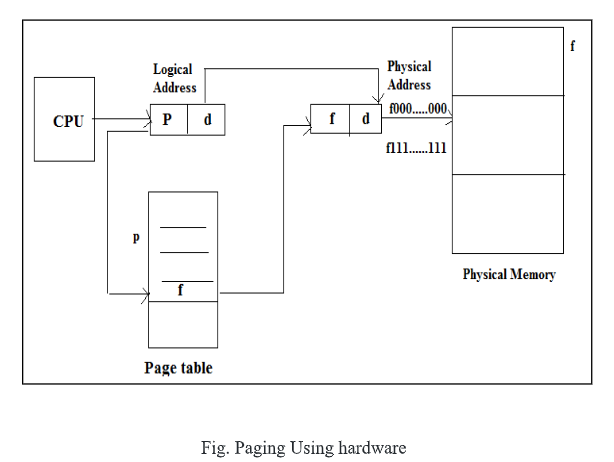 Logical
Address
Physical
Address
f
CPU
P d
f d
f000.....000
f111......111
p
f
Physical Memory
Page table
Fig. Paging Using hardware